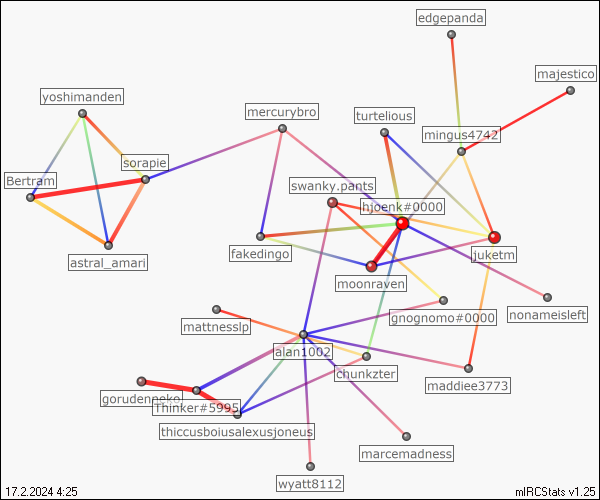 edgepanda
majestico
yoshimanden
mercurybro
turtelious
mingus4742
sorapie
Bertram
swanky.pants
hjoenk#0000
fakedingo
juketm
astral_amari
moonraven
gnognomo#0000
nonameisleft
mattnesslp
alan1002
chunkzter
maddiee3773
gorudenneko
Thinker#5995
thiccusboiusalexusjoneus
marcemadness
wyatt8112
17.2.2024 4:25
mIRCStats v1.25